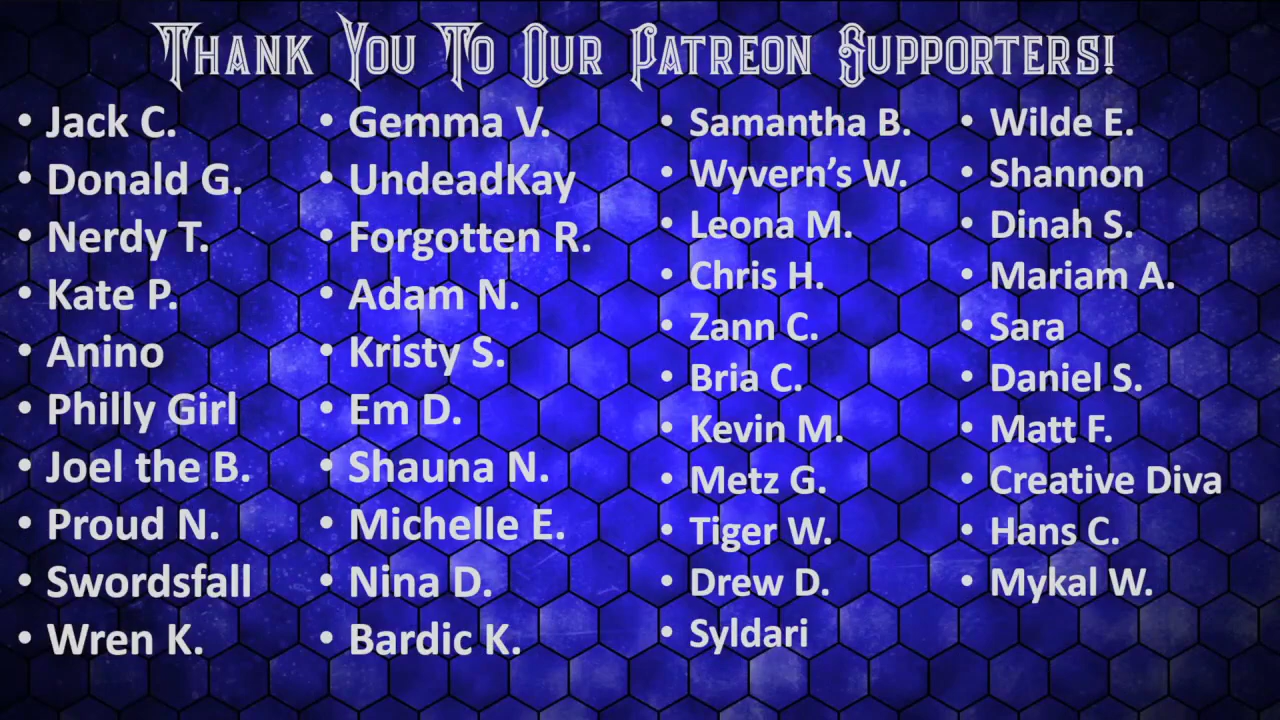 Thank You To Our Patreon Supporters!
• Jack C.
• Donald G.
• Nerdy T.
• Kate P.
• Anino
• Philly Girl
• Joel the B.
• Proud N.
• Swordsfall
• Wren K.
• Gemma V.
• UndeadKay
• Forgotten R.
• Adam N.
• Kristy S.
• Em D.
• Shauna N.
• Michelle E.
• Nina D.
• Bardic K.
• Samantha B.
• Wyvern’s W.
• Leona M.
• Chris H.
• Zann C.
• Bria C.
• Kevin M.
• Metz G.
• Tiger W.
• Drew D.
• Syldari
• Wilde E.
• Shannon
• Dinah S.
• Mariam A.
• Sara
• Daniel S.
• Matt F.
• Creative Diva
• Hans C.
• Mykal W.